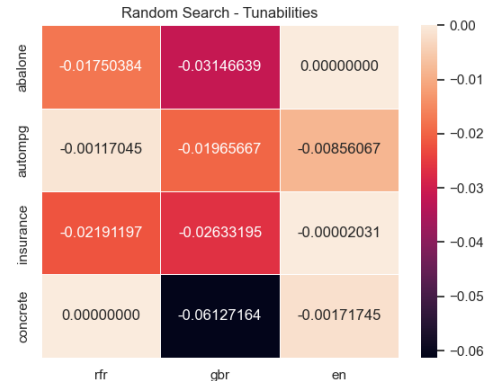 Random Search - Tunabilities
abalone
-0.01750384
-0.03146639
0.00000000
autompg
-0.00117045
-0.01965667
-0.00856067
insurance
-0.02191197
-0.02633195
-0.00002031
concrete
0.00000000
-0.06127164
-0.00171745
rfr
gbr
en
0.00
-0.01
-0.02
-0.03
-0.04
-0.05
-0.06